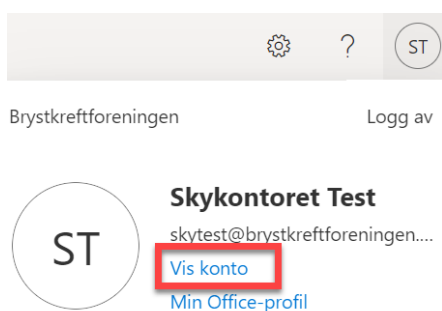 ? ST
Brystkreftforeningen Logg av
ST
Skykontoret Test
skytest@brystkreftforeningen....
Vis konto
Min Office-profil